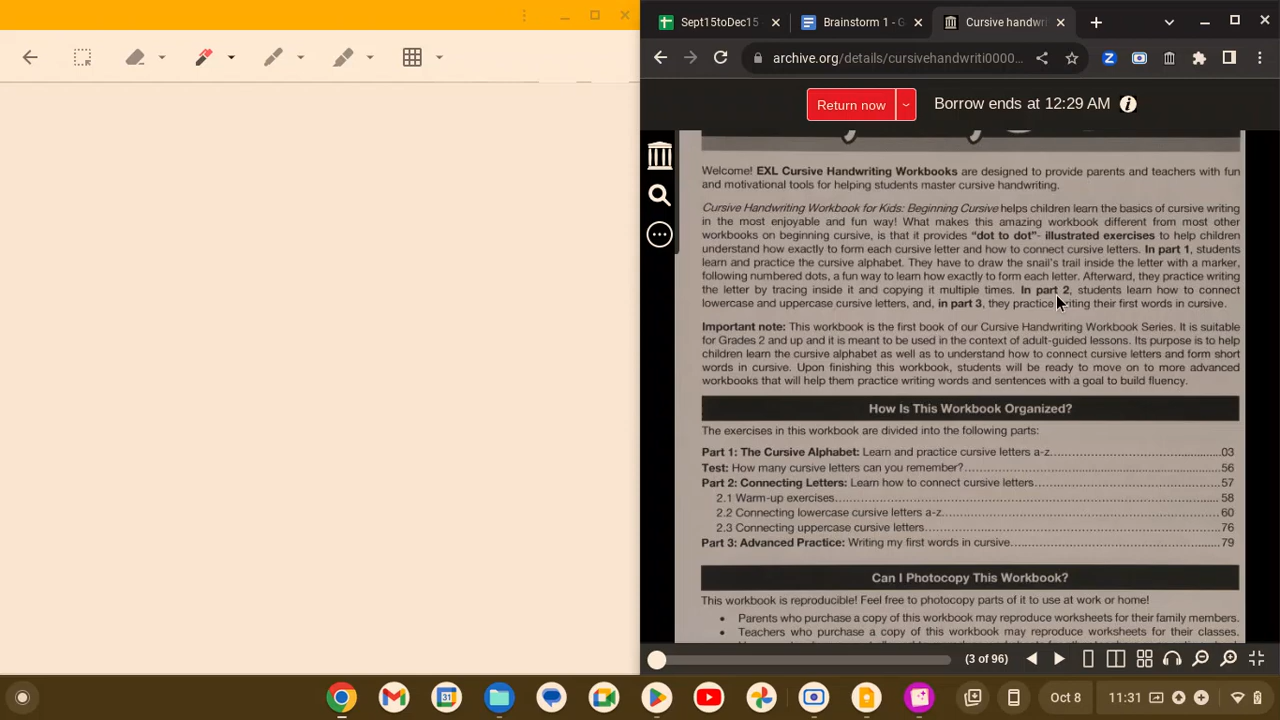 Sept15toDec15
Brainstorm 1 - G
Cursive handwri
archive.org/details/cursivehandwriti0000...
Return now
Borrow ends at 12:29 AM
Welcome! EXL Cursive Handwriting Workbooks are designed to provide parents and teachers with fun
and motivational tools for helping students master cursive handwriting.
Cursive Handwriting Workbook for Kids: Beginning Cursive helps children learn the basics of cursive writing
in the most enjoyable and fun way! What makes this amazing workbook different from most other
workbooks on beginning cursive, is that it provides “dot to dot”- illustrated exercises to help children
understand how exactly to form each cursive letter and how to connect cursive letters. In part 1, students
learn and practice the cursive alphabet. They have to draw the snail's trail inside the letter with a marker,
following numbered dots, a fun way to learn how exactly to form each letter. Afterward, they practice writing
the letter by tracing inside it and copying it multiple times. In part 2, students learn how to connect
lowercase and uppercase cursive letters, and, in part 3, they practice writing their first words in cursive.
Important note: This workbook is the first book of our Cursive Handwriting Workbook Series. It is suitable
for Grades 2 and up and it is meant to be used in the context of adult-guided lessons. Its purpose is to help
children learn the cursive alphabet as well as to understand how to connect cursive letters and form short
words in cursive. Upon finishing this workbook, students will be ready to move on to more advanced
workbooks that will help them practice writing words and sentences with a goal to build fluency.
How Is This Workbook Organized?
The exercises in this workbook are divided into the following parts:
Part 1: The Cursive Alphabet: Learn and practice cursive letters a-z...03
Test: How many cursive letters can you remember?...56
Part 2: Connecting Letters: Learn how to connect cursive letters...57
2.1 Warm-up exercises...58
2.2 Connecting lowercase cursive letters a-z...60
2.3 Connecting uppercase cursive letters...76
Part 3: Advanced Practice: Writing my first words in cursive...79
Can I Photocopy This Workbook?
This workbook is reproducible! Feel free to photocopy parts of it to use at work or home!
• Parents who purchase a copy of this workbook may reproduce worksheets for their family members.
• Teachers who purchase a copy of this workbook may reproduce worksheets for their classes.
(3 of 96)
31
Oct 8
11:31